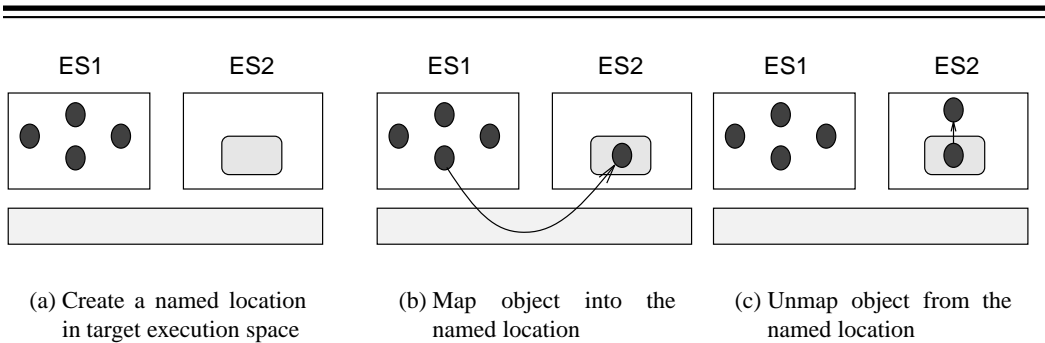 ES1 ES2 ES1 ES2 ES1 ES2
(a) Create a named location
in target execution space
(b) Map object into the
named location
(c) Unmap object from the
named location